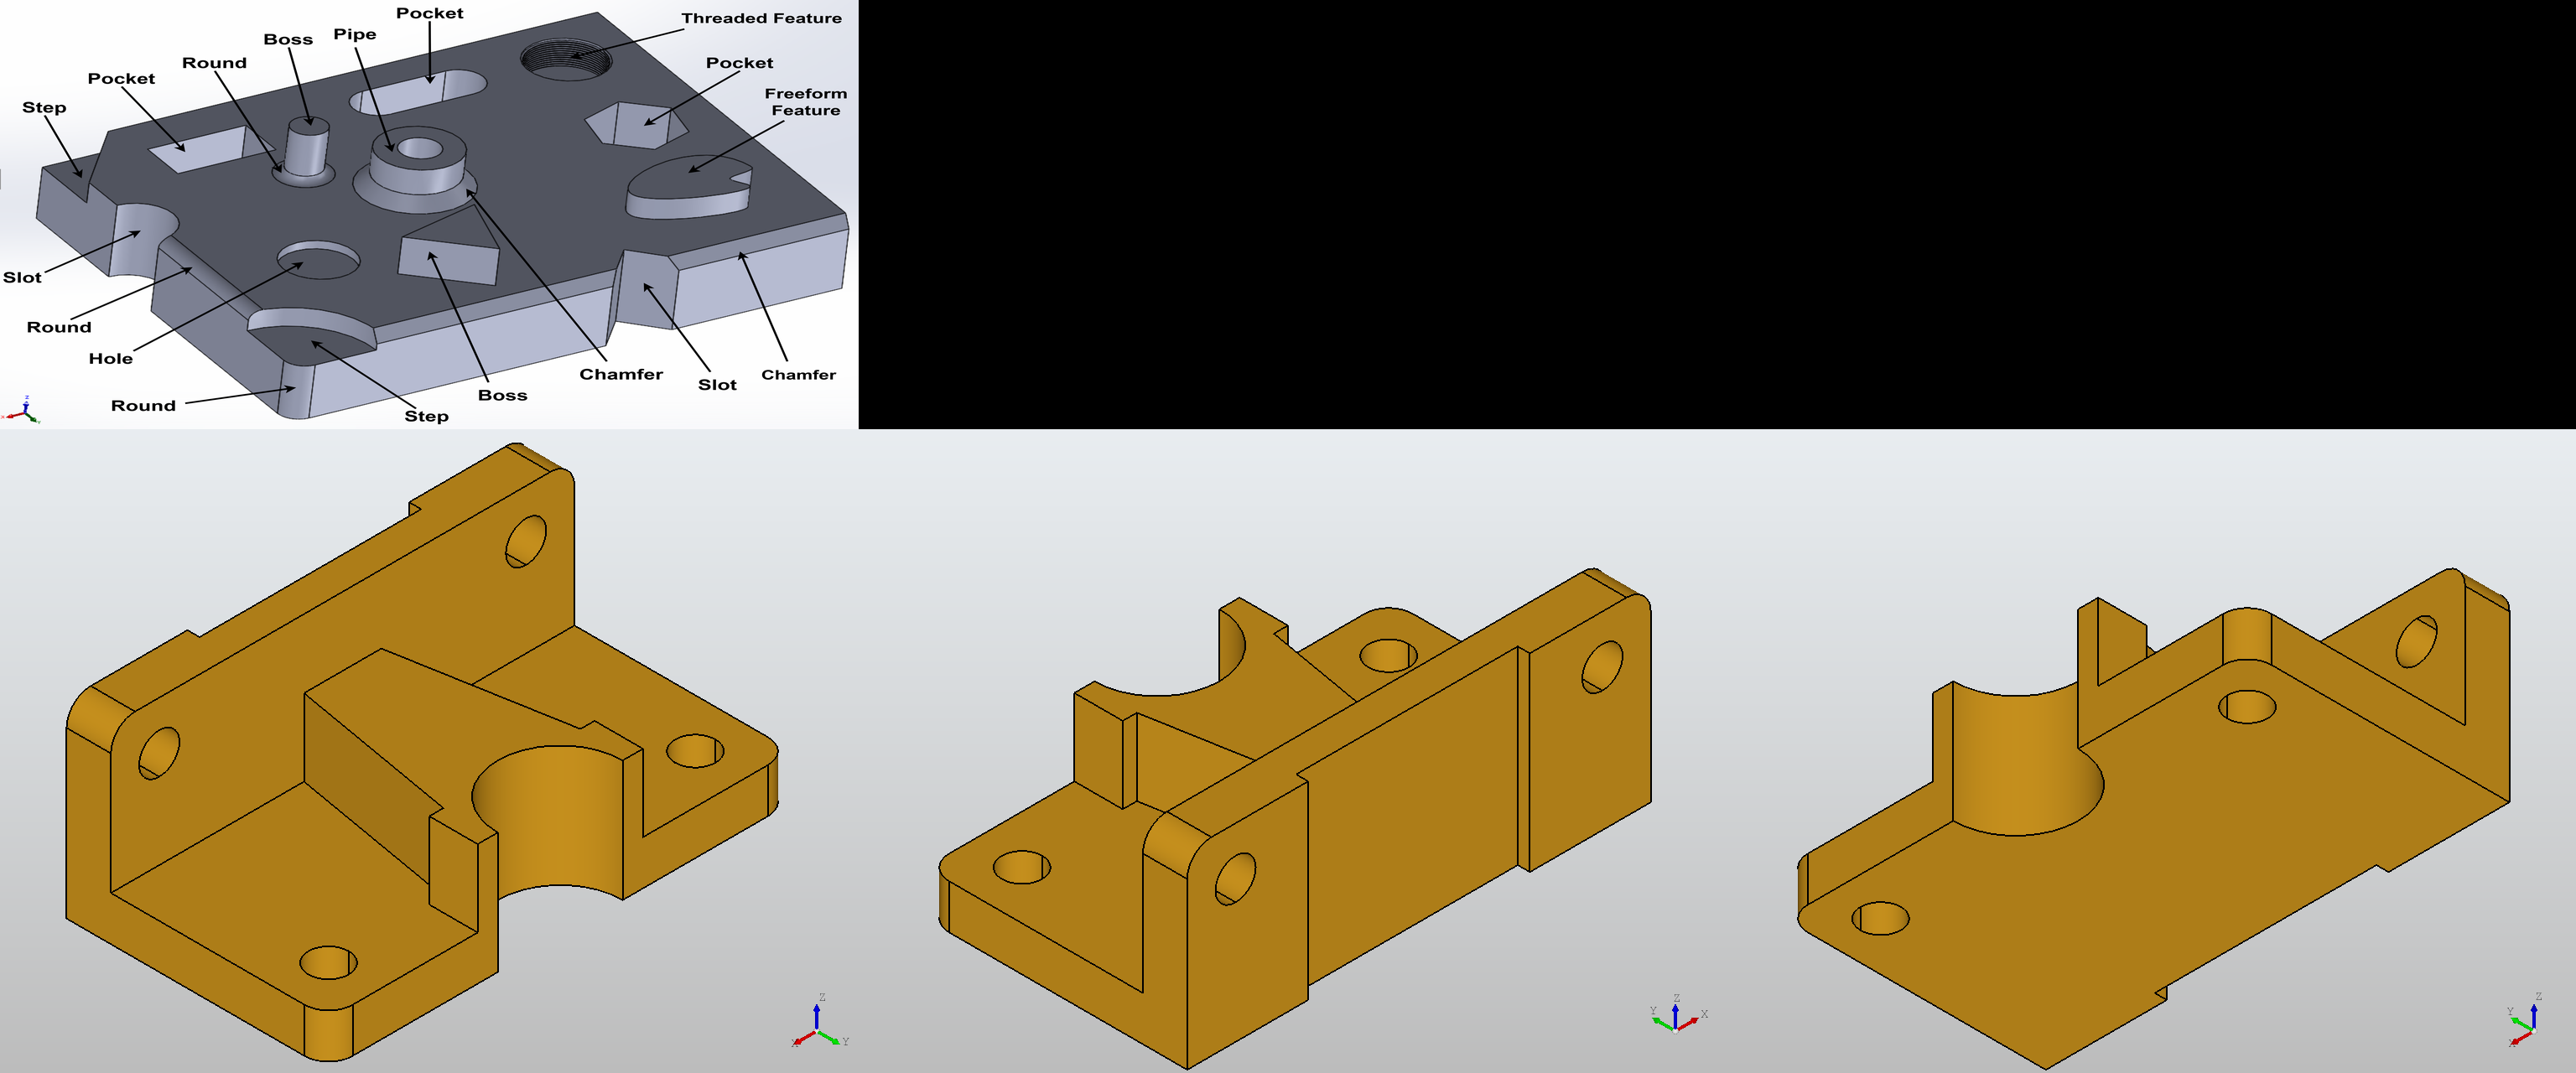 Pocket
Threaded Feature
Boss
Pipe
Round
Pocket
Pocket
Freeform
Feature
Step
Slot
Round
Hole
Chamfer
Slot
Chamfer
Boss
Round
Step
Z
X
Y
Z
Y
X
Z
Y
X